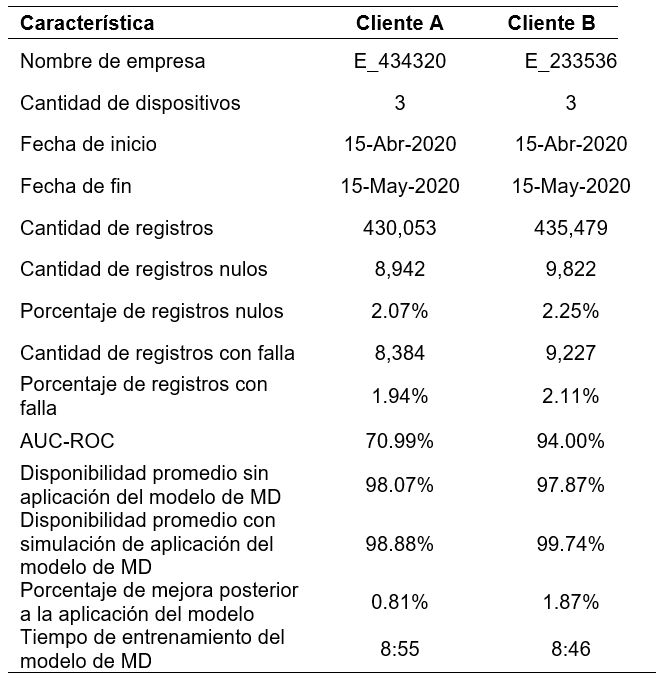 Característica Cliente A Cliente B
Nombre de empresa E_434320 E_233536
Cantidad de dispositivos 3 3
Fecha de inicio 15-Abr-2020 15-Abr-2020
Fecha de fin 15-May-2020 15-May-2020
Cantidad de registros 430,053 435,479
Cantidad de registros nulos 8,942 9,822
Porcentaje de registros nulos 2.07% 2.25%
Cantidad de registros con falla 8,384 9,227
Porcentaje de registros con
falla 1.94% 2.11%
AUC-ROC 70.99% 94.00%
Disponibilidad promedio sin
aplicación del modelo de MD 98.07% 97.87%
Disponibilidad promedio con
simulación de aplicación del 98.88% 99.74%
modelo de MD
Porcentaje de mejora posterior
a la aplicación del modelo 0.81% 1.87%
Tiempo de entrenamiento del
modelo de MD 8:55 8:46